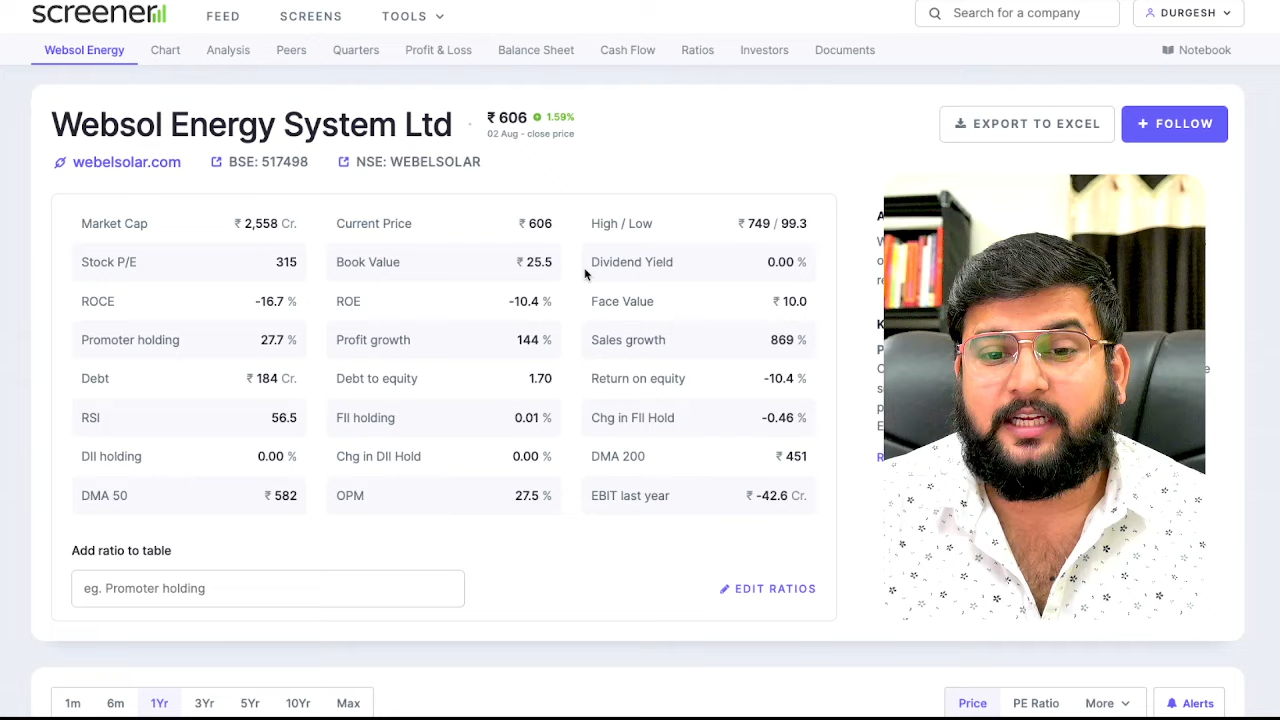 screener
FEED SCREENS TOOLS
Search for a company
DURGESH
Websol Energy Chart Analysis Peers Quarters Profit & Loss Balance Sheet Cash Flow Ratios Investors Documents Notebook
Websol Energy System Ltd · ₹ 606 1.59%
02 Aug - close price
EXPORT TO EXCEL
+ FOLLOW
webelsolar.com BSE: 517498 NSE: WEBELSOLAR
Market Cap ₹ 2,558 Cr. Current Price ₹ 606 High / Low ₹ 749 / 99.3
Stock P/E 315 Book Value ₹ 25.5 Dividend Yield 0.00 %
ROCE -16.7 % ROE -10.4 % Face Value ₹ 10.0
Promoter holding 27.7 % Profit growth 144 % Sales growth 869 %
Debt ₹ 184 Cr. Debt to equity 1.70 Return on equity -10.4 %
RSI 56.5 FII holding 0.01 % Chg in FII Hold -0.46 %
DII holding 0.00 % Chg in DII Hold 0.00 % DMA 200 ₹ 451
DMA 50 ₹ 582 OPM 27.5 % EBIT last year ₹ -42.6 Cr.
Add ratio to table
eg. Promoter holding
EDIT RATIOS
1m 6m 1Yr 3Yr 5Yr 10Yr Max
Price PE Ratio More Alerts